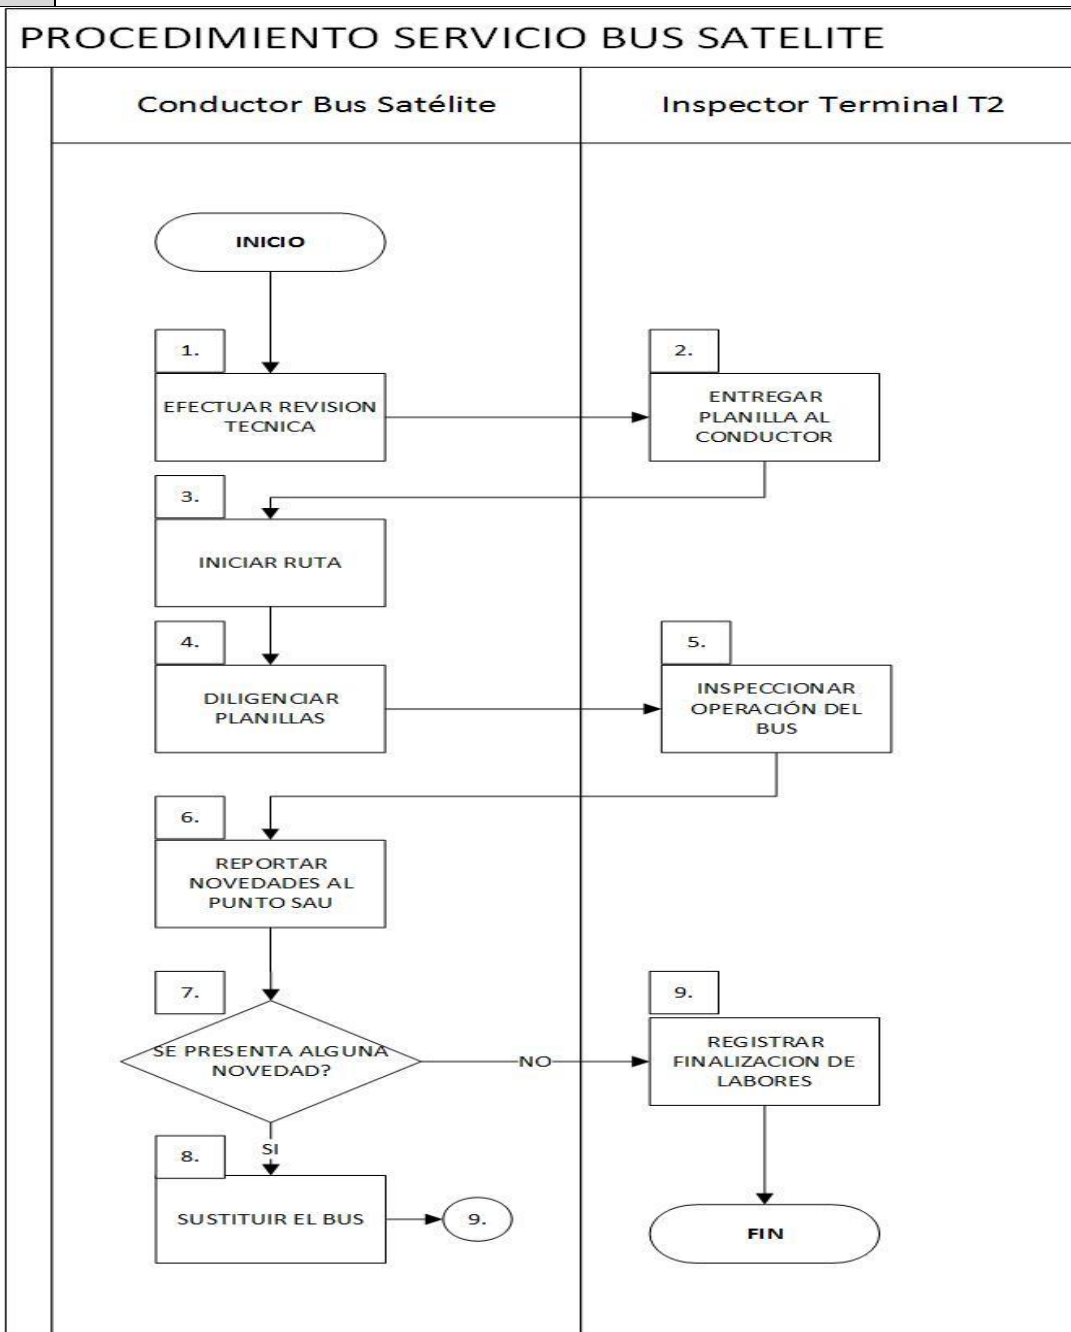 PROCEDIMIENTO SERVICIO BUS SATELITE
Conductor Bus Satélite
Inspector Terminal T2
INICIO
1.
EFECTUAR REVISION
TECNICA
2.
ENTREGAR
PLANILLA AL
CONDUCTOR
3.
INICIAR RUTA
4.
DILIGENCIAR
PLANILLAS
5.
INSPECCIONAR
OPERACIÓN DEL
BUS
6.
REPORTAR
NOVEDADES AL
PUNTO SAU
7.
SE PRESENTA ALGUNA
NOVEDAD?
NO
9.
REGISTRAR
FINALIZACION DE
LABORES
SI
8.
SUSTITUIR EL BUS
9.
FIN